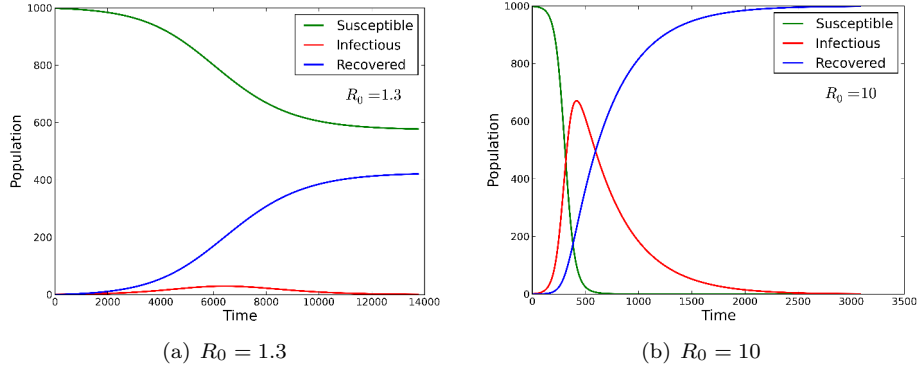 1000
800
600
400
200
0
Population
Susceptible
Infectious
Recovered
R₀ =1.3
0 2000 4000 6000 8000 10000 12000 14000
Time
(a) R₀ = 1.3
1000
800
600
400
200
0
Population
Susceptible
Infectious
Recovered
R₀ =10
0 500 1000 1500 2000 2500 3000 3500
Time
(b) R₀ = 10